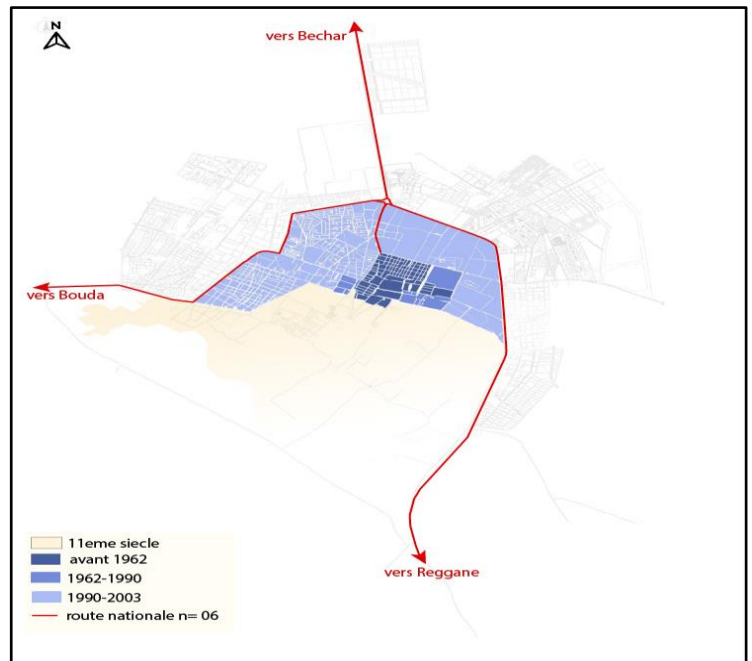 N
vers Bechar
vers Bouda
vers Reggane
11eme siecle
avant 1962
1962-1990
1990-2003
route nationale n= 06